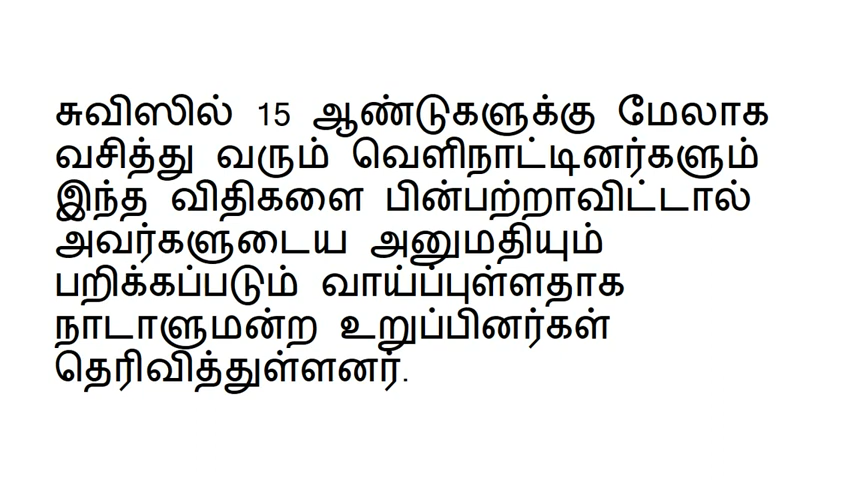 சுவிஸில் 15 ஆண்டுகளுக்கு மேலாக
வசித்து வரும் வெளிநாட்டினர்களும்
இந்த விதிகளை பின்பற்றாவிட்டால்
அவர்களுடைய அனுமதியும்
பறிக்கப்படும் வாய்ப்புள்ளதாக
நாடாளுமன்ற உறுப்பினர்கள்
தெரிவித்துள்ளனர்.